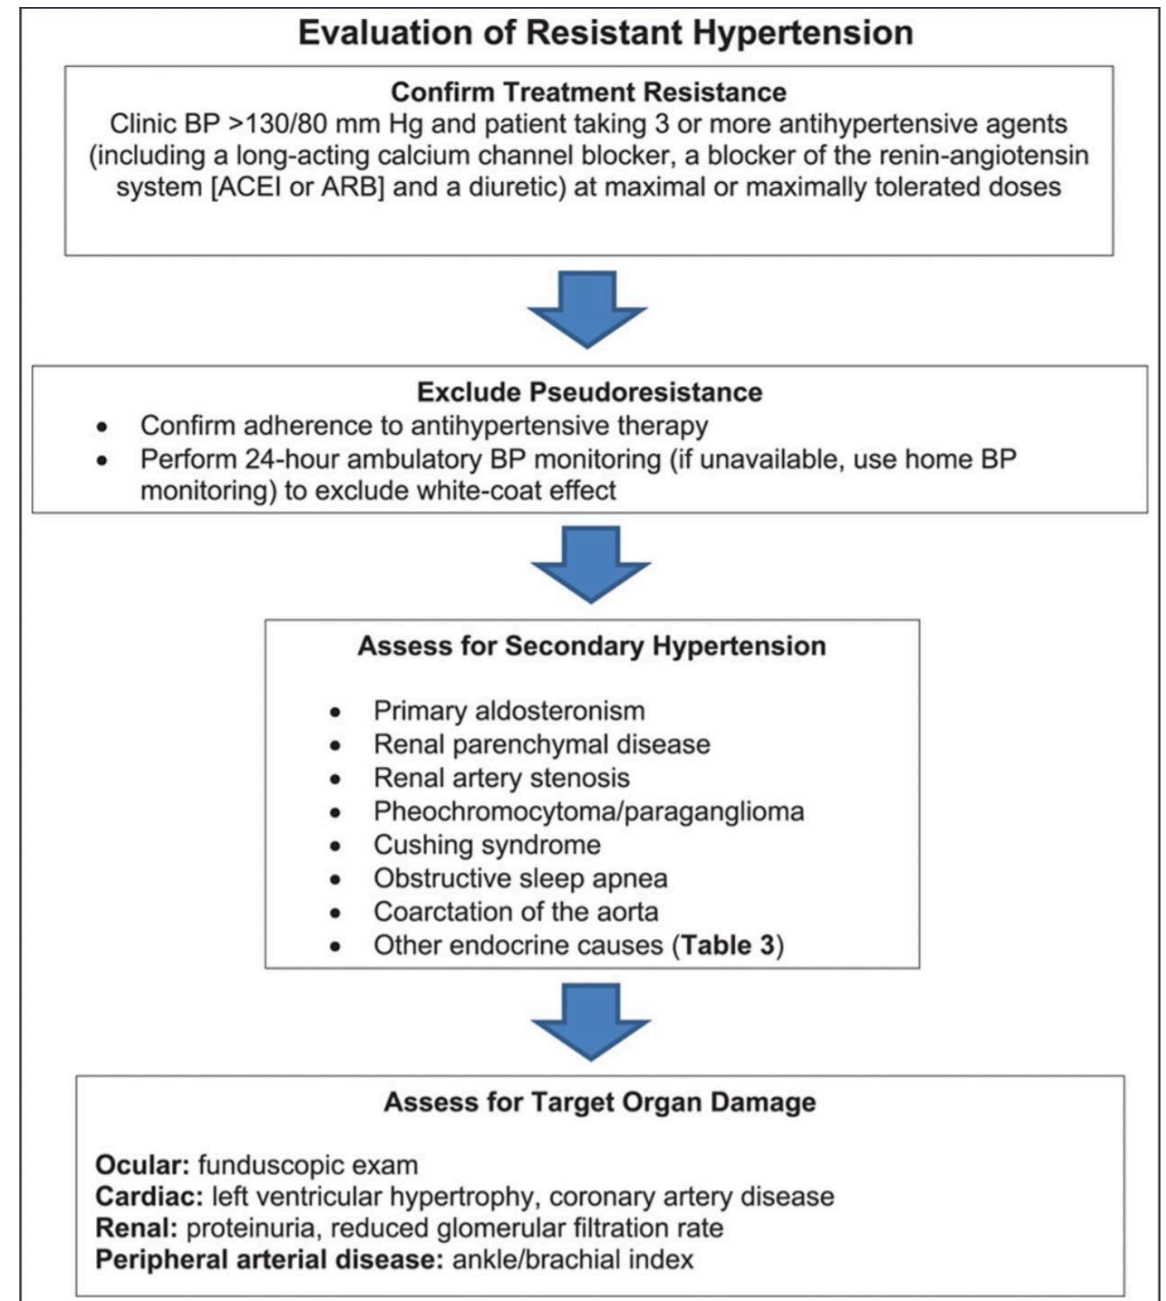 Evaluation of Resistant Hypertension
Confirm Treatment Resistance
Clinic BP >130/80 mm Hg and patient taking 3 or more antihypertensive agents
(including a long-acting calcium channel blocker, a blocker of the renin-angiotensin
system [ACEI or ARB] and a diuretic) at maximal or maximally tolerated doses
Exclude Pseudoresistance
• Confirm adherence to antihypertensive therapy
• Perform 24-hour ambulatory BP monitoring (if unavailable, use home BP
monitoring) to exclude white-coat effect
Assess for Secondary Hypertension
• Primary aldosteronism
• Renal parenchymal disease
• Renal artery stenosis
• Pheochromocytoma/paraganglioma
• Cushing syndrome
• Obstructive sleep apnea
• Coarctation of the aorta
• Other endocrine causes (Table 3)
Assess for Target Organ Damage
Ocular: funduscopic exam
Cardiac: left ventricular hypertrophy, coronary artery disease
Renal: proteinuria, reduced glomerular filtration rate
Peripheral arterial disease: ankle/brachial index